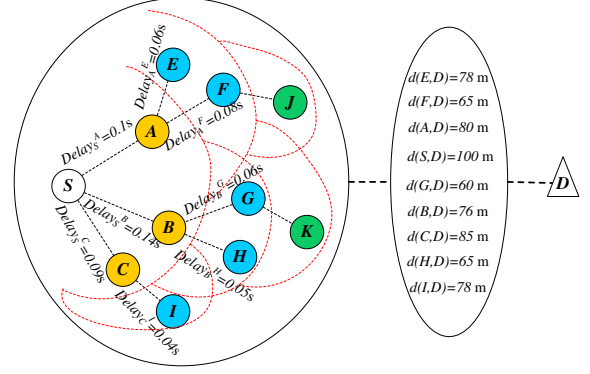 E
Delay_A^E=0.06s
F
J
A
Delay_A^F=0.08s
Delay_S^A=0.1s
S
Delay_B^G=0.06s
G
Delay_S^B=0.14s
B
K
Delay_S^C=0.09s
H
Delay_B^H=0.05s
C
Delay_C^I=0.04s
I
d(E,D)=78 m
d(F,D)=65 m
d(A,D)=80 m
d(S,D)=100 m
d(G,D)=60 m
d(B,D)=76 m
d(C,D)=85 m
d(H,D)=65 m
d(I,D)=78 m
D